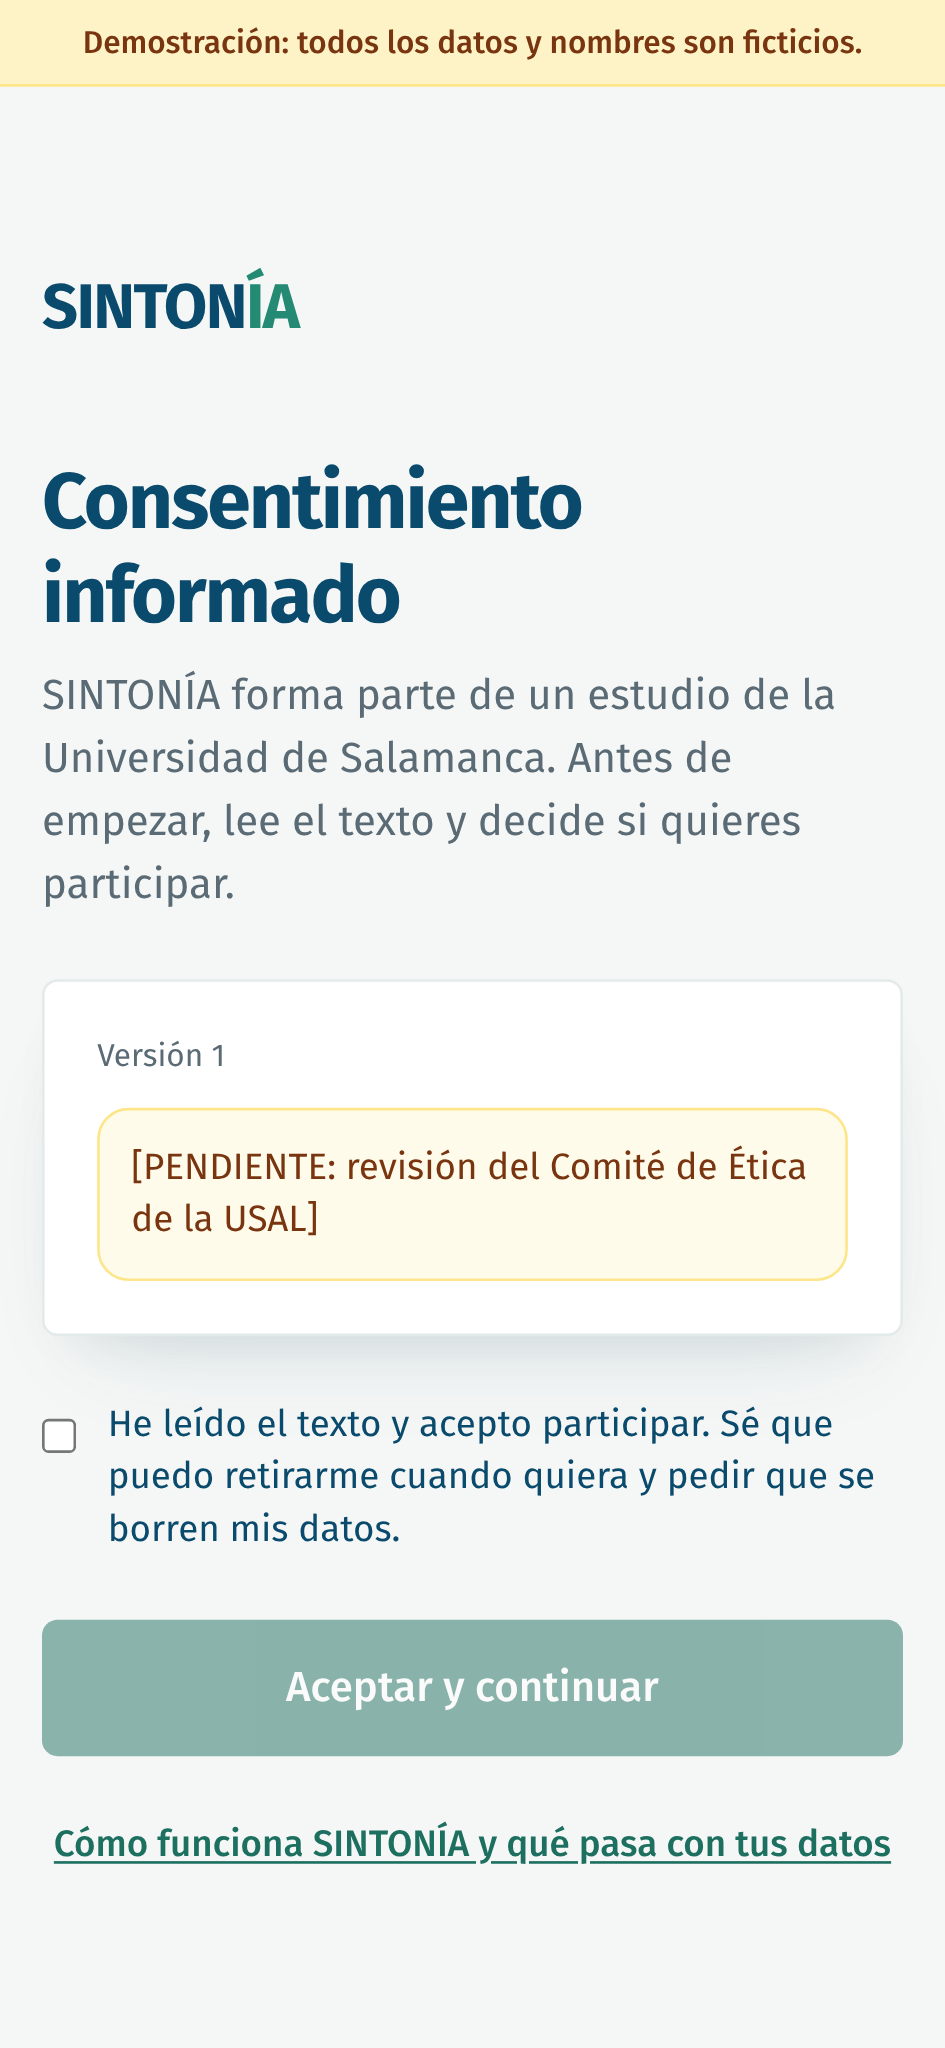 Demostración: todos los datos y nombres son ficticios.
SINTONÍA
Consentimiento
informado
SINTONÍA forma parte de un estudio de la
Universidad de Salamanca. Antes de
empezar, lee el texto y decide si quieres
participar.
Versión 1
[PENDIENTE: revisión del Comité de Ética
de la USAL]
He leído el texto y acepto participar. Sé que
puedo retirarme cuando quiera y pedir que se
borren mis datos.
Aceptar y continuar
Cómo funciona SINTONÍA y qué pasa con tus datos